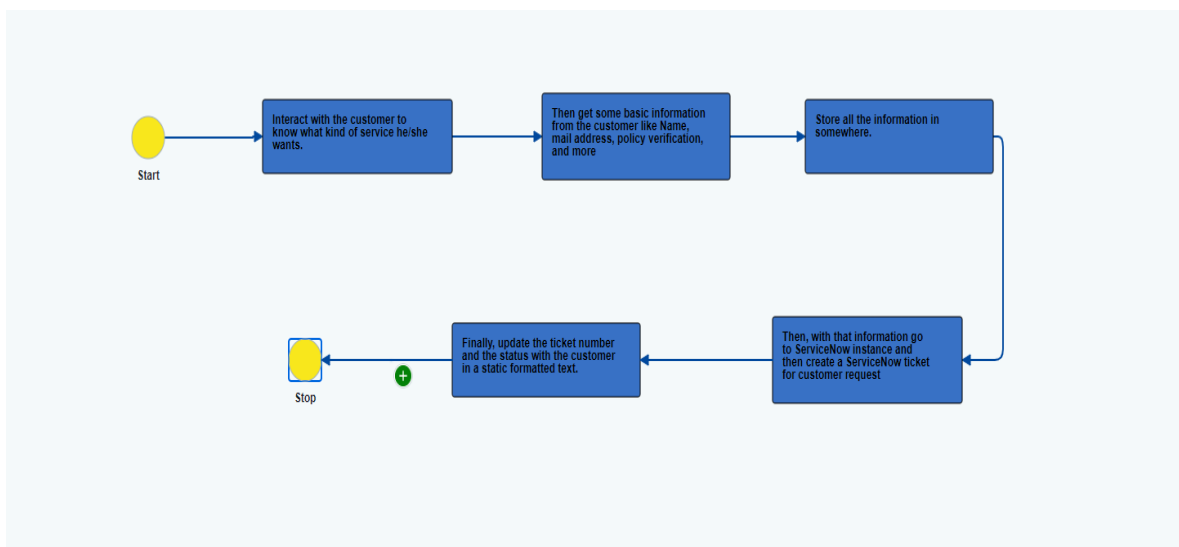 Start
Interact with the customer to
know what kind of service he/she
wants.
Then get some basic information
from the customer like Name,
mail address, policy verification,
and more
Store all the information in
somewhere.
Then, with that information go
to ServiceNow instance and
then create a ServiceNow ticket
for customer request
Finally, update the ticket number
and the status with the customer
in a static formatted text.
Stop